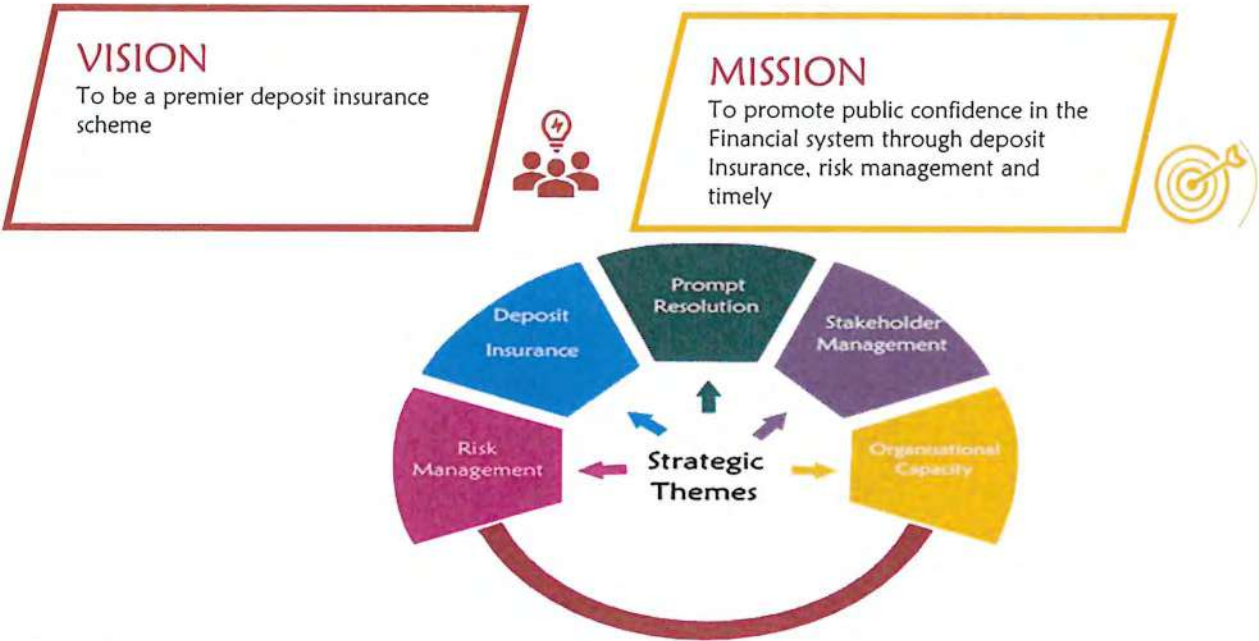 VISION
To be a premier deposit insurance
scheme
MISSION
To promote public confidence in the
Financial system through deposit
Insurance, risk management and
timely
Prompt
Resolution
Deposit
Insurance
Stakeholder
Management
Risk
Management
Organisational
Capacity
Strategic
Themes